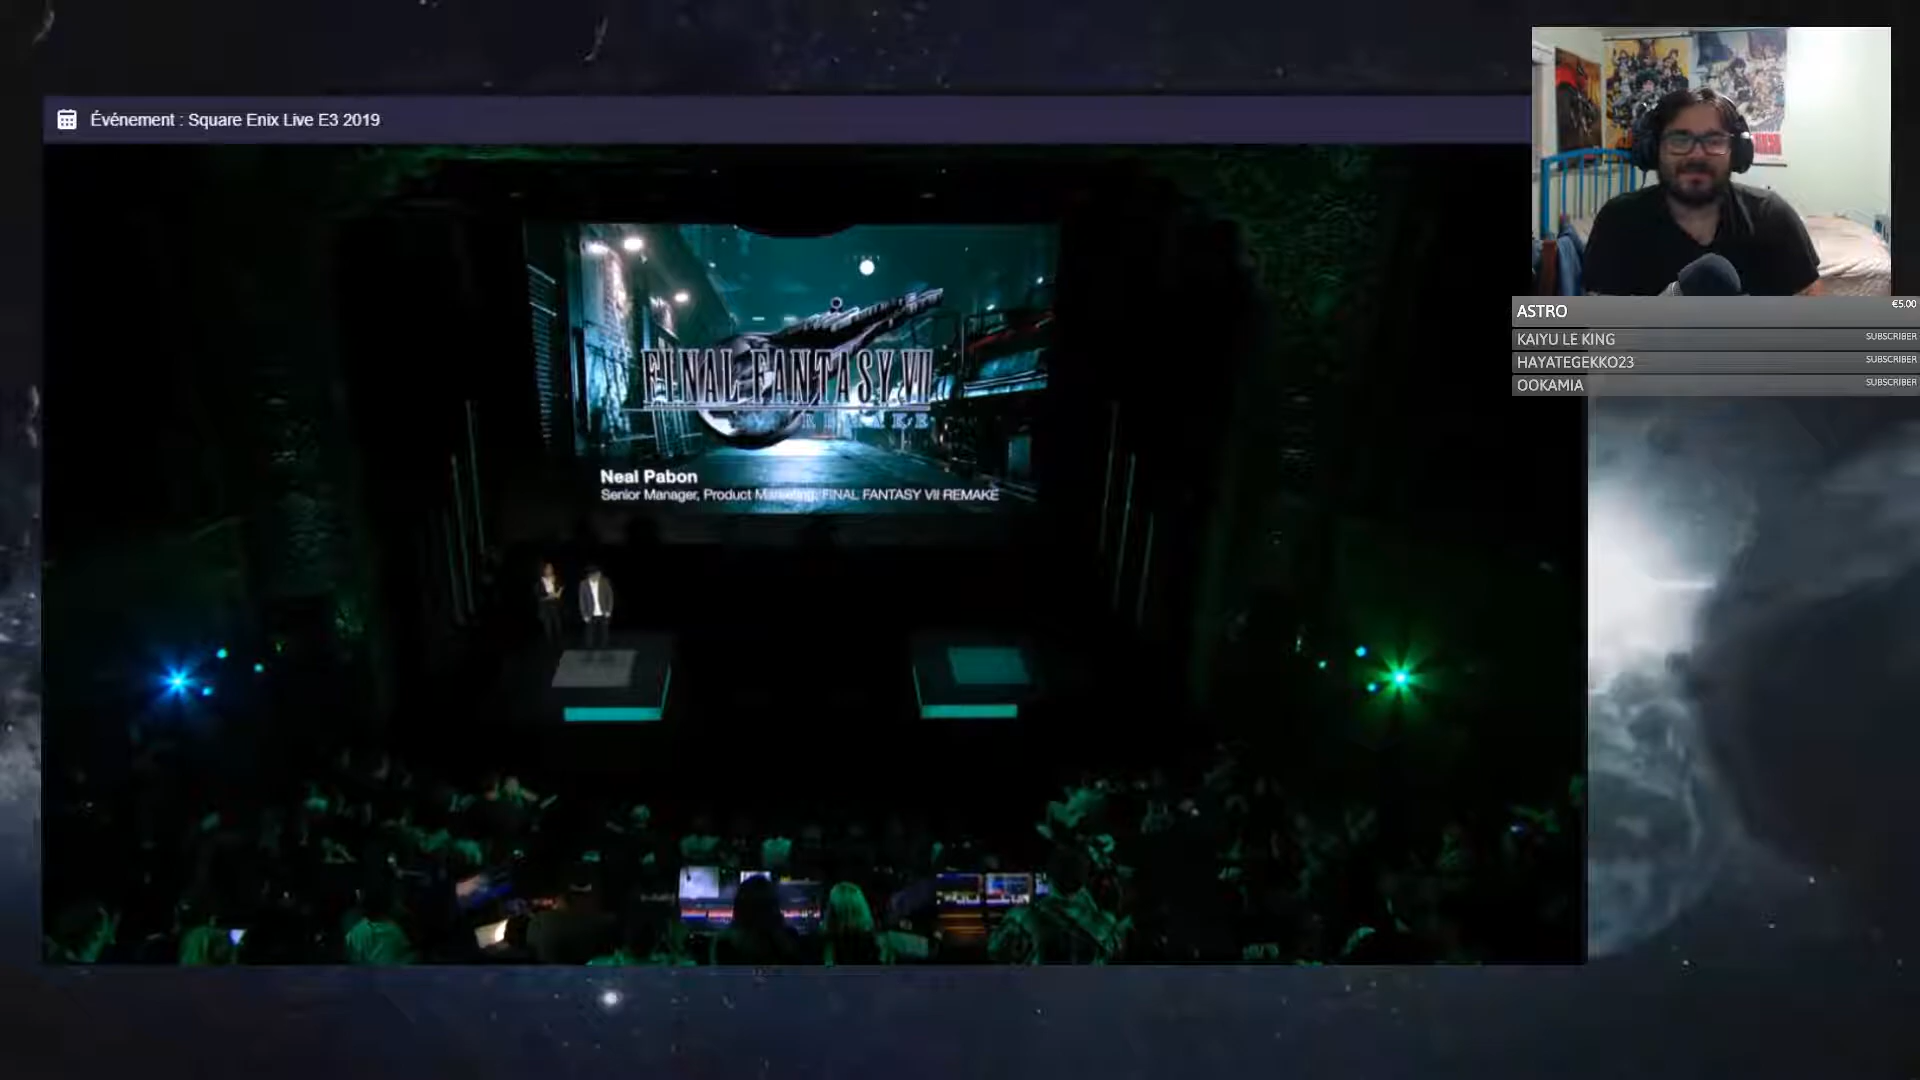 Événement : Square Enix Live E3 2019
FINAL FANTASY VII
REMAKE
Neal Pabon
Senior Manager, Product Marketing, FINAL FANTASY VII REMAKE
ASTRO €5.00
KAIYU LE KING SUBSCRIBER
HAYATEGEKKO23 SUBSCRIBER
OOKAMIA SUBSCRIBER